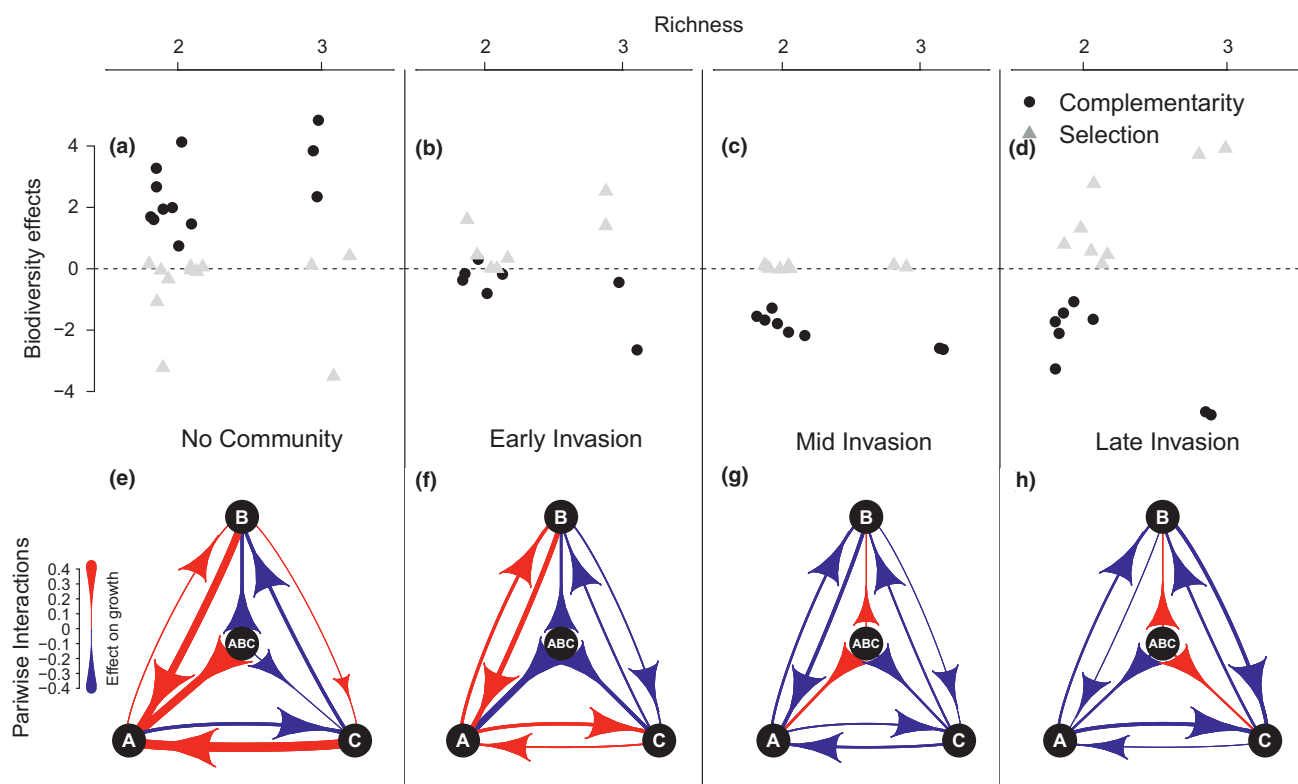 Richness
2 3 2 3 2 3 2 3
Complementarity
Selection
(a) (b) (c) (d)
Biodiversity effects
4
2
0
−2
−4
No Community Early Invasion Mid Invasion Late Invasion
(e) (f) (g) h)
Pariwise Interactions
0.4
0.3
0.2
0.1
0
−0.1
−0.2
−0.3
−0.4
Effect on growth
B B B B
ABC ABC ABC ABC
A C A C A C A C